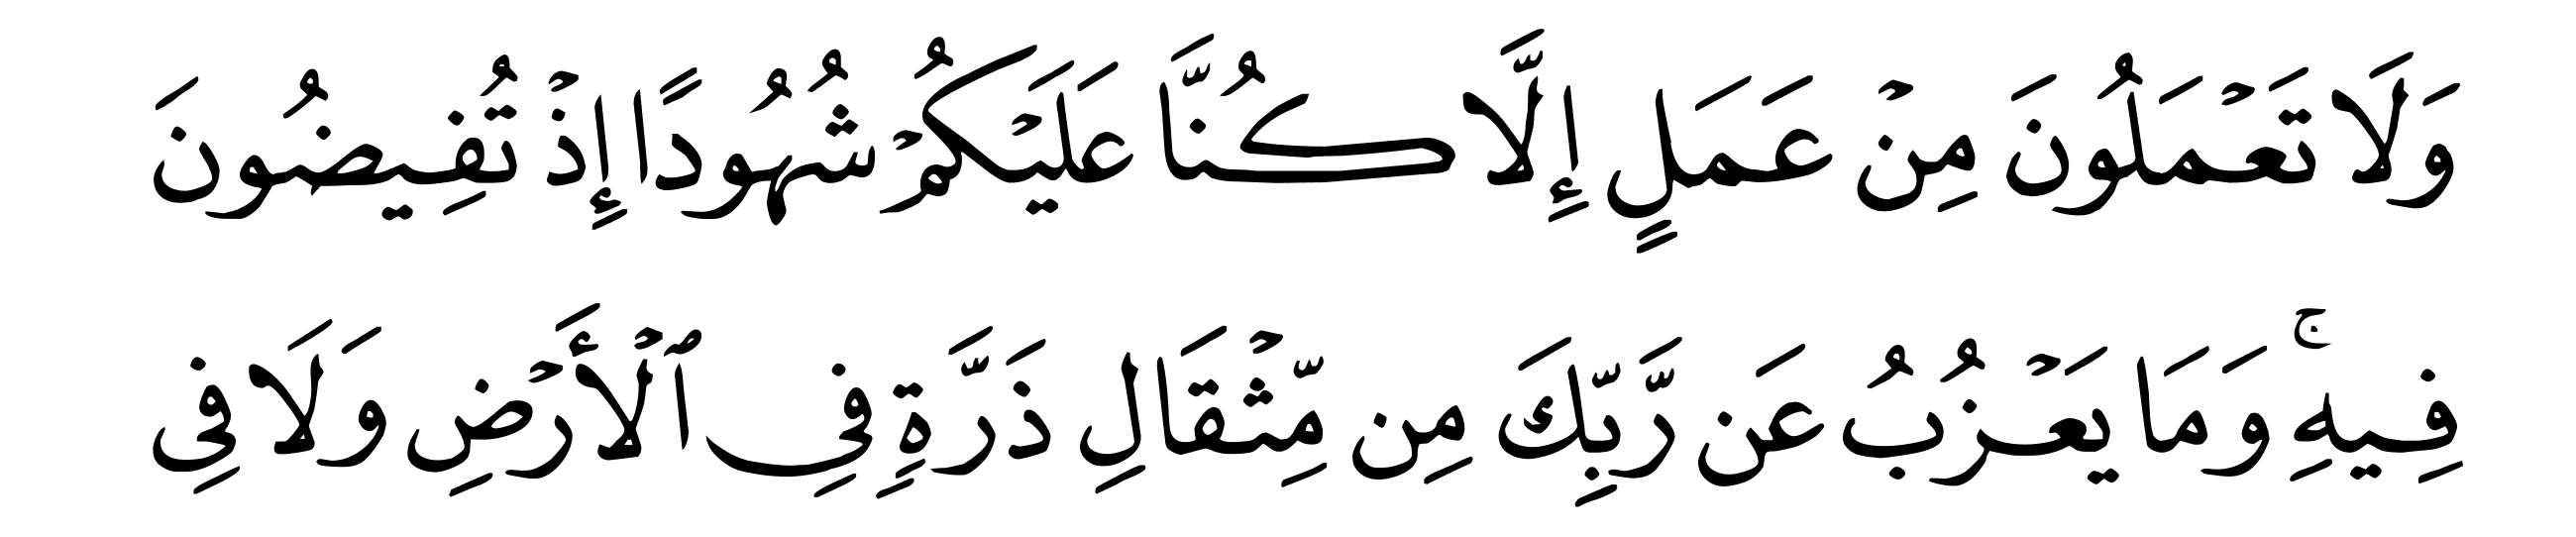 وَلَا تَعۡمَلُونَ مِنۡ عَمَلٍ إِلَّا كُنَّا عَلَيۡكُمۡ شُهُودًا إِذۡ تُفِيضُونَ
فِيهِۚ وَمَا يَعۡزُبُ عَن رَّبِّكَ مِن مِّثۡقَالِ ذَرَّةٍ فِي ٱلۡأَرۡضِ وَلَا فِي